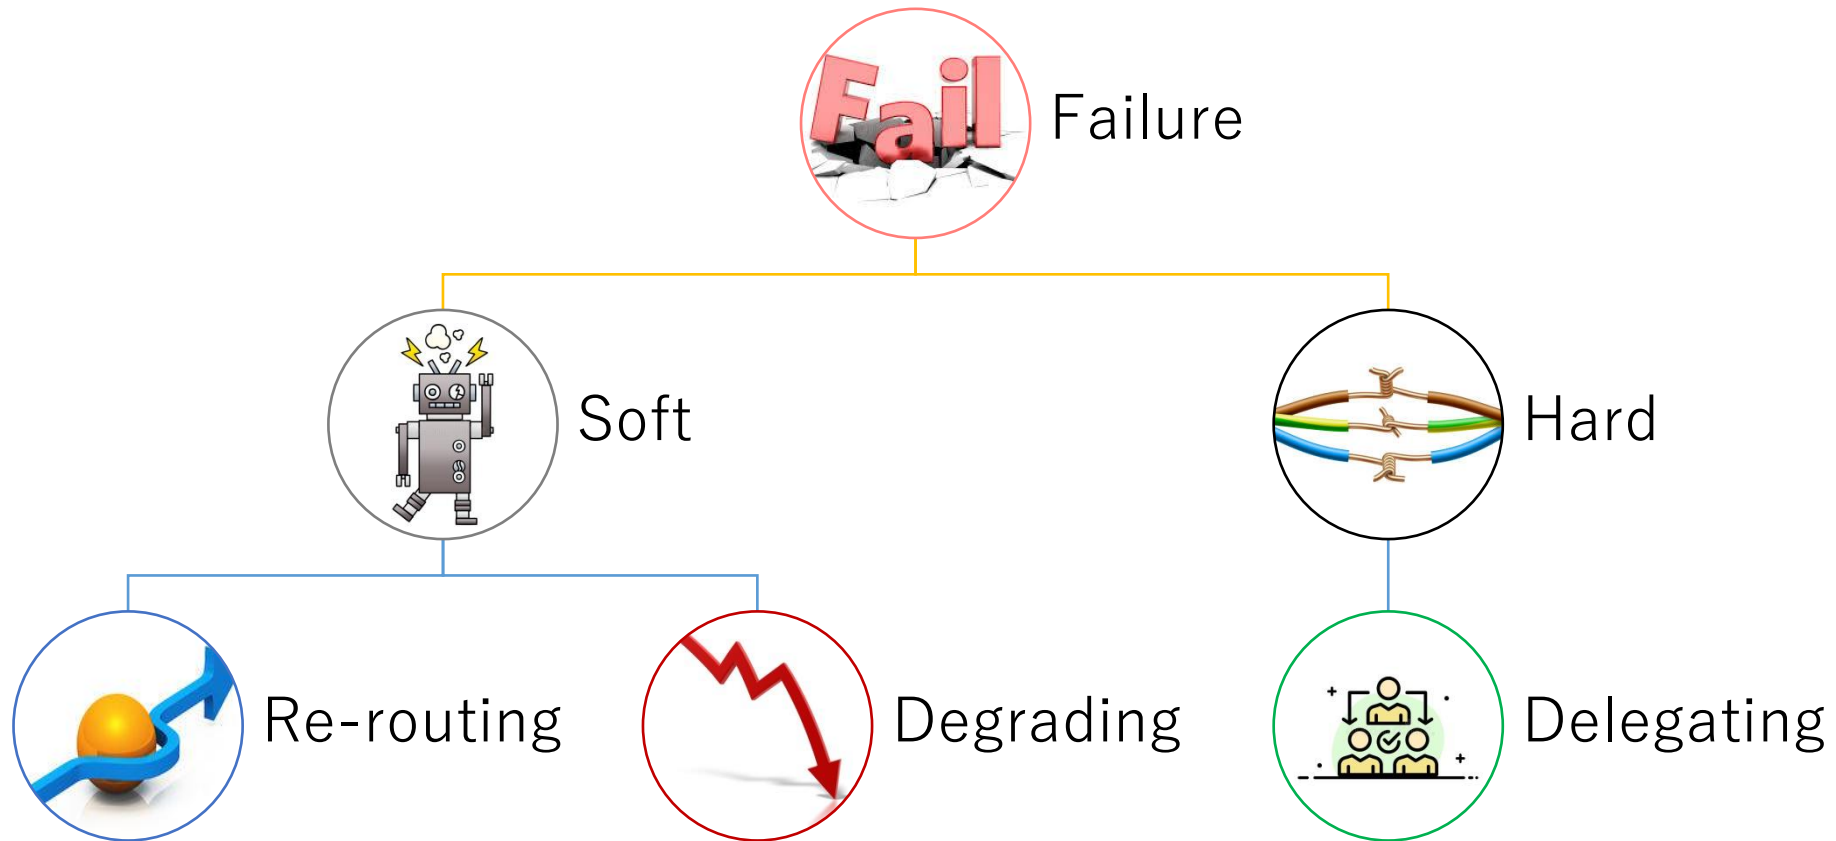 Fail
Failure
Soft
Hard
Re-routing
Degrading
Delegating